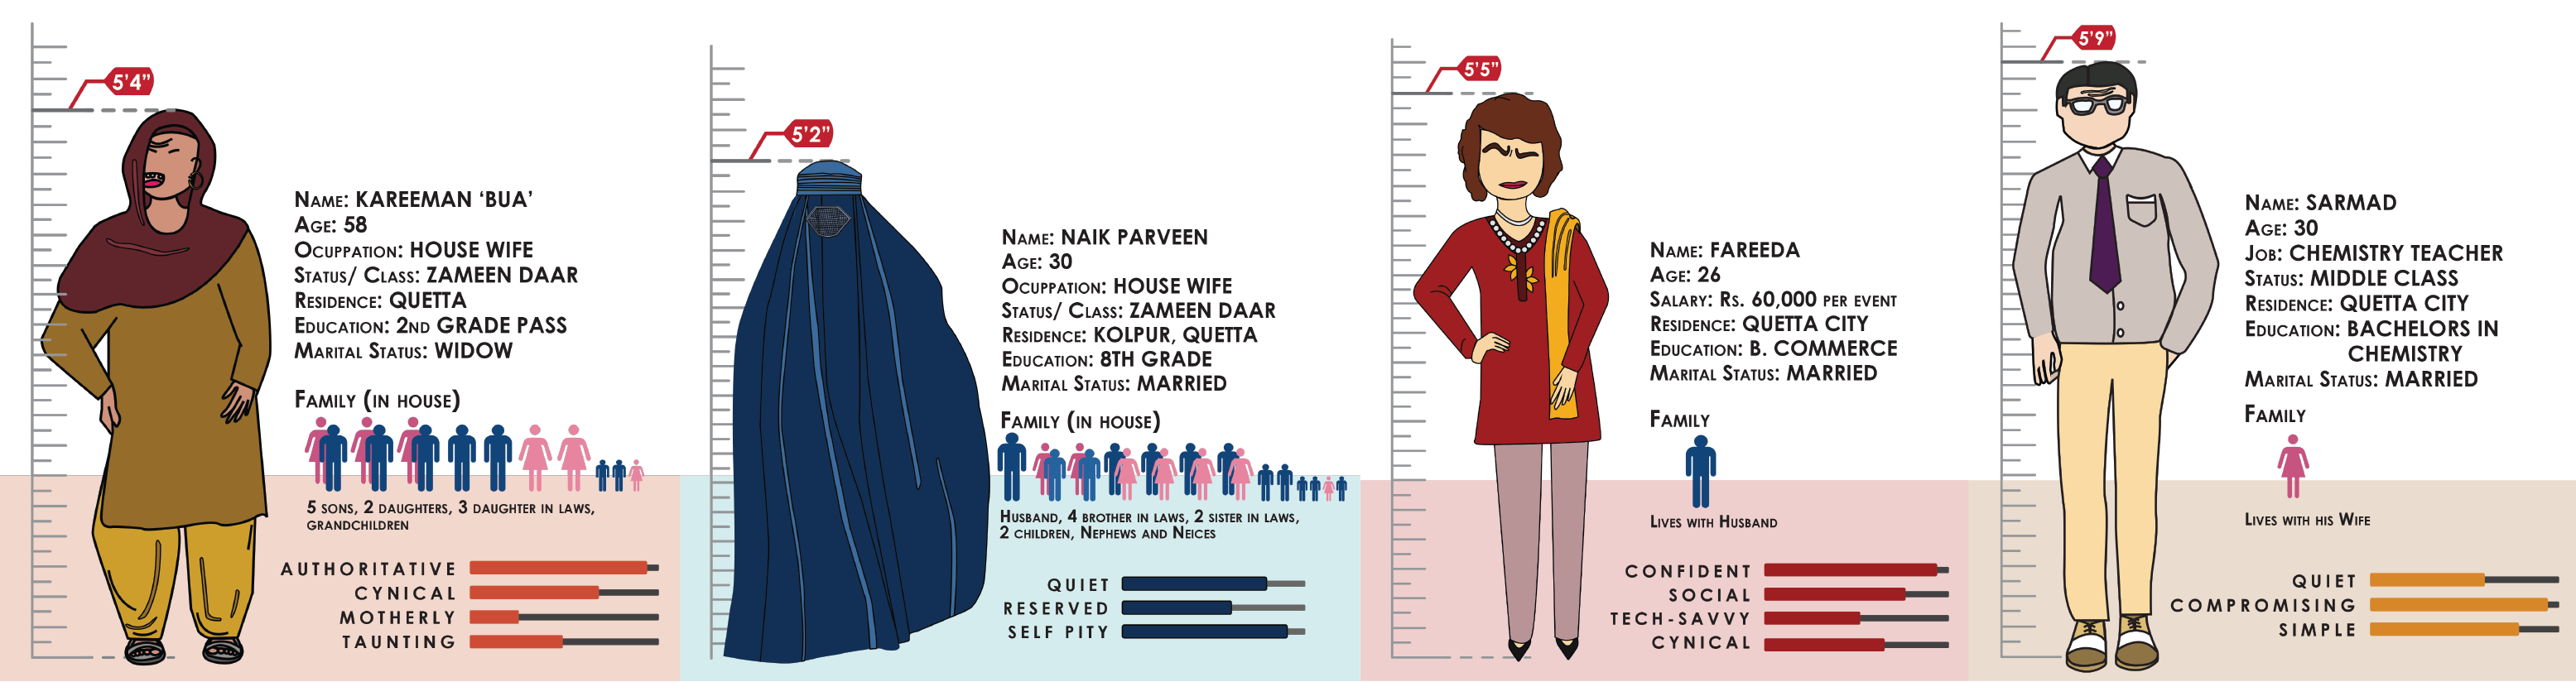 5'4"
NAME: KAREEMAN 'BUA'
AGE: 58
OCUPPATION: HOUSE WIFE
STATUS/ CLASS: ZAMEEN DAAR
RESIDENCE: QUETTA
EDUCATION: 2ND GRADE PASS
MARITAL STATUS: WIDOW
FAMILY (IN HOUSE)
5 SONS, 2 DAUGHTERS, 3 DAUGHTER IN LAWS,
GRANDCHILDREN
AUTHORITATIVE
CYNICAL
MOTHERLY
TAUNTING
5'2"
NAME: NAIK PARVEEN
AGE: 30
OCUPPATION: HOUSE WIFE
STATUS/ CLASS: ZAMEEN DAAR
RESIDENCE: KOLPUR, QUETTA
EDUCATION: 8TH GRADE
MARITAL STATUS: MARRIED
FAMILY (IN HOUSE)
HUSBAND, 4 BROTHER IN LAWS, 2 SISTER IN LAWS,
2 CHILDREN, NEPHEWS AND NEICES
QUIET
RESERVED
SELF PITY
5'5"
NAME: FAREEDA
AGE: 26
SALARY: RS. 60,000 PER EVENT
RESIDENCE: QUETTA CITY
EDUCATION: B. COMMERCE
MARITAL STATUS: MARRIED
FAMILY
LIVES WITH HUSBAND
CONFIDENT
SOCIAL
TECH-SAVVY
CYNICAL
5'9"
NAME: SARMAD
AGE: 30
JOB: CHEMISTRY TEACHER
STATUS: MIDDLE CLASS
RESIDENCE: QUETTA CITY
EDUCATION: BACHELORS IN
CHEMISTRY
MARITAL STATUS: MARRIED
FAMILY
LIVES WITH HIS WIFE
QUIET
COMPROMISING
SIMPLE